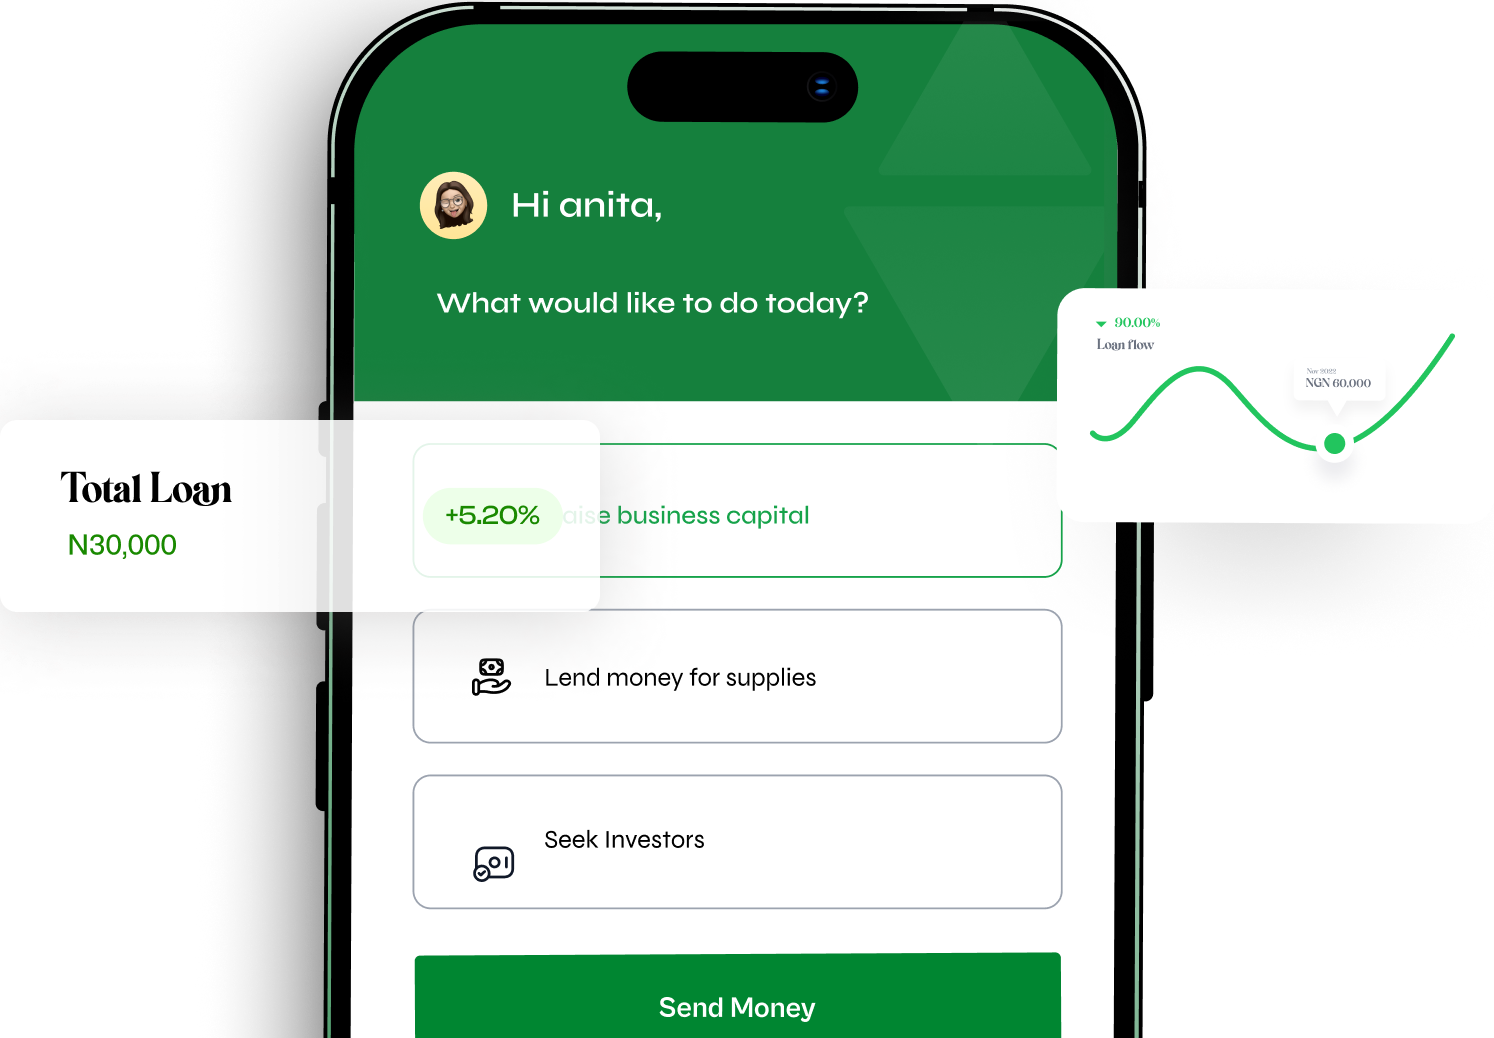 Hi anita,
What would like to do today?
90.00%
Loan flow
Nov 2022
NGN 60.000
Total Loan
N30,000
+5.20%
business capital
Lend money for supplies
Seek Investors
Send Money